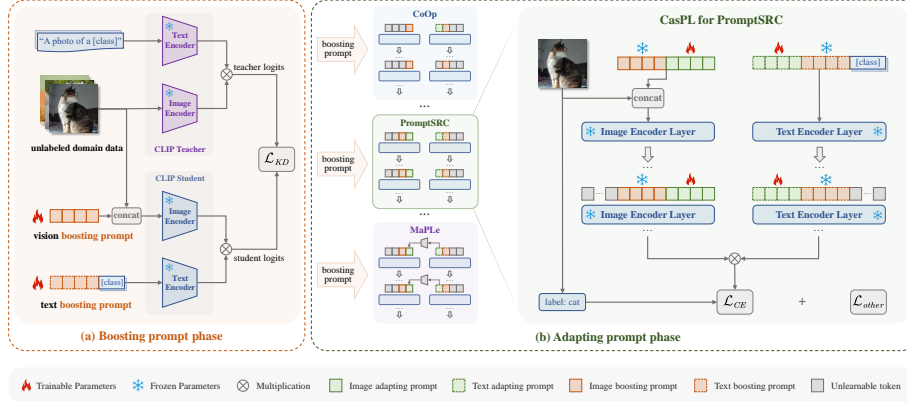 "A photo of a [class]"
Text
Encoder
teacher logits
Image
Encoder
unlabeled domain data
CLIP Teacher
ℒKD
CLIP Student
Image
Encoder
concat
vision boosting prompt
student logits
[class]
Text
Encoder
text boosting prompt
(a) Boosting prompt phase
boosting
prompt
CoOp
...
...
...
boosting
prompt
PromptSRC
...
...
...
boosting
prompt
MaPLe
...
...
CasPL for PromptSRC
[class]
concat
Image Encoder Layer
Text Encoder Layer
...
...
...
...
...
Image Encoder Layer
Text Encoder Layer
...
...
label: cat
ℒCE
+
ℒother
(b) Adapting prompt phase
Trainable Parameters
Frozen Parameters
Multiplication
Image adapting prompt
Text adapting prompt
Image boosting prompt
Text boosting prompt
Unlearnable token